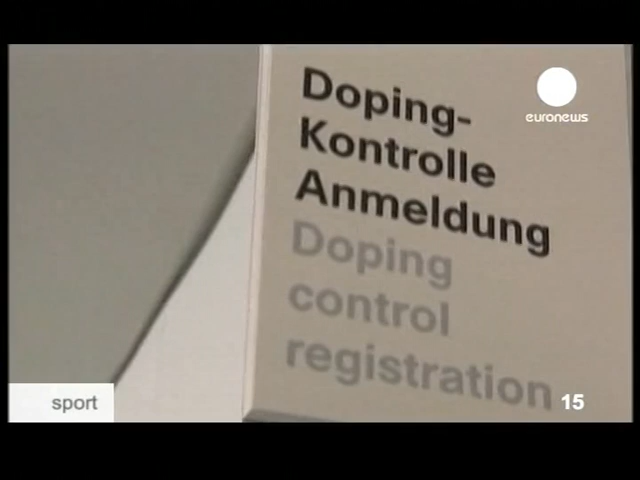 Doping-
Kontrolle
Anmeldung
Doping
control
registration
euronews
sport
15